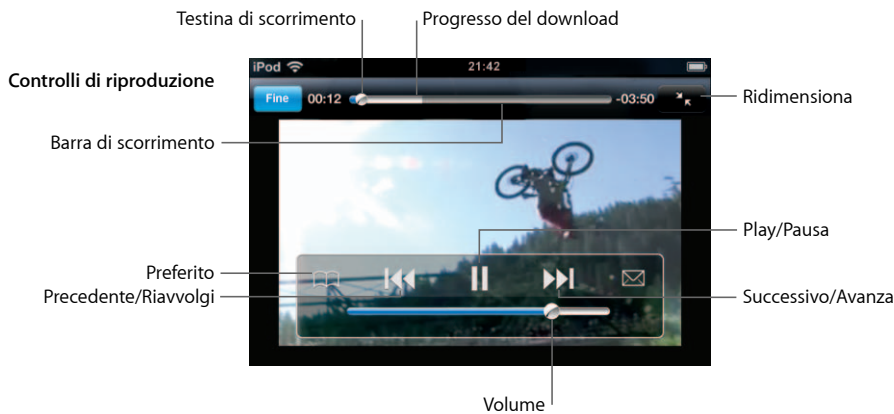 Testina di scorrimento
Progresso del download
iPod
21:42
Controlli di riproduzione
Fine
00:12
-03:50
Ridimensiona
Barra di scorrimento
Play/Pausa
Preferito
Precedente/Riavvolgi
Successivo/Avanza
Volume